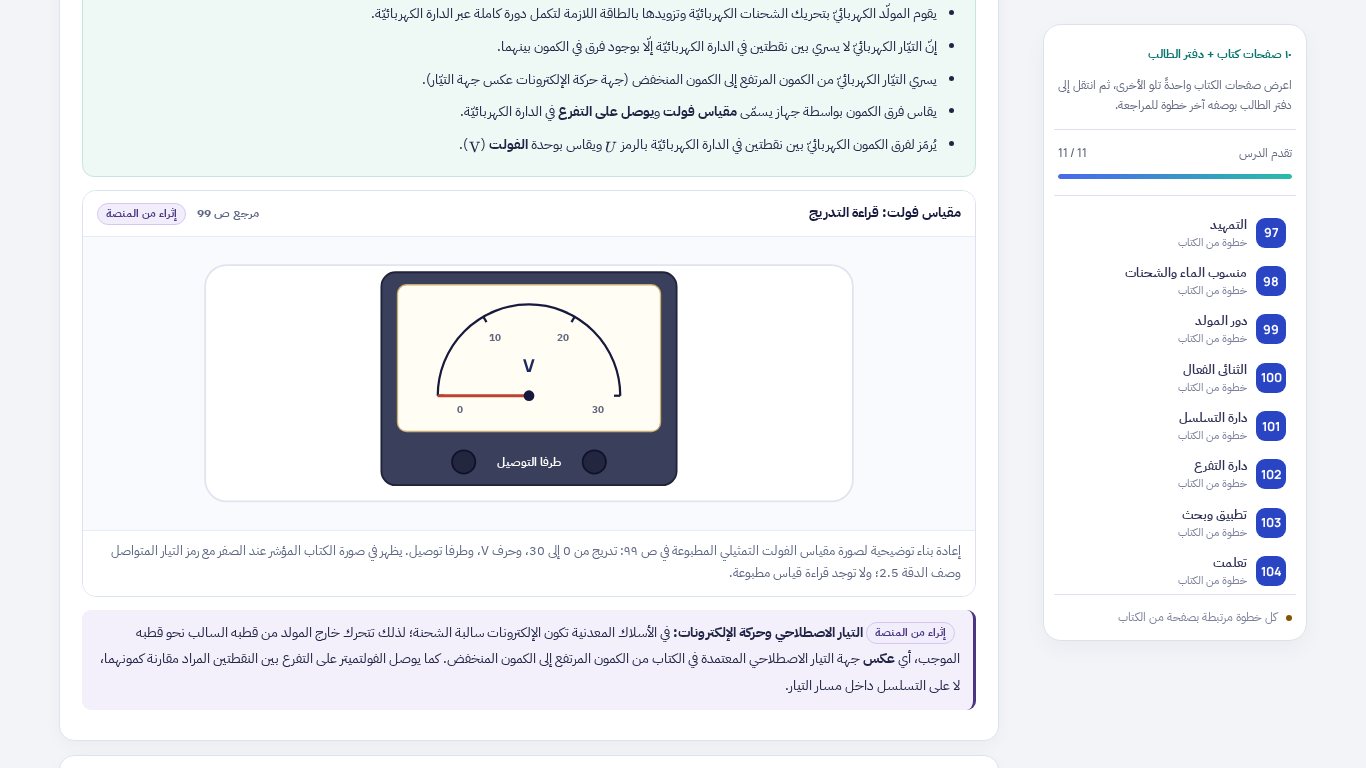 يقوم المولّد الكهربائيّ بتحريك الشحنات الكهربائيّة وتزويدها بالطاقة اللازمة لتكمل دورة كاملة عبر الدارة الكهربائيّة.
إنّ التيّار الكهربائيّ لا يسري بين نقطتين في الدارة الكهربائيّة إلّا بوجود فرق في الكمون بينهما.
يسري التيّار الكهربائيّ من الكمون المرتفع إلى الكمون المنخفض (جهة حركة الإلكترونات عكس جهة التيّار).
يقاس فرق الكمون بواسطة جهاز يسمّى مقياس فولت ويوصل على التفرع في الدارة الكهربائيّة.
يُرمَز لفرق الكمون الكهربائيّ بين نقطتين في الدارة الكهربائيّة بالرمز U ويقاس بوحدة الفولت (V).
مقياس فولت: قراءة التدريج
مرجع ص 99
إثراء من المنصة
10
20
V
0
30
طرفا التوصيل
إعادة بناء توضيحية لصورة مقياس الفولت التمثيلي المطبوعة في ص ٩٩: تدريج من 0 إلى 30، وحرف V، وطرفا توصيل. يظهر في صورة الكتاب المؤشر عند الصفر مع رمز التيار المتواصل
وصف الدقة 2.5؛ ولا توجد قراءة قياس مطبوعة.
إثراء من المنصة التيار الاصطلاحي وحركة الإلكترونات: في الأسلاك المعدنية تكون الإلكترونات سالبة الشحنة؛ لذلك تتحرك خارج المولد من قطبه السالب نحو قطبه
الموجب، أي عكس جهة التيار الاصطلاحي المعتمدة في الكتاب من الكمون المرتفع إلى الكمون المنخفض. كما يوصل الفولتميتر على التفرع بين النقطتين المراد مقارنة كمونهما،
لا على التسلسل داخل مسار التيار.
١٠ صفحات كتاب + دفتر الطالب
اعرض صفحات الكتاب واحدةً تلو الأخرى، ثم انتقل إلى
دفتر الطالب بوصفه آخر خطوة للمراجعة.
تقدم الدرس
11 / 11
97
التمهيد
خطوة من الكتاب
98
منسوب الماء والشحنات
خطوة من الكتاب
99
دور المولد
خطوة من الكتاب
100
الثنائي الفعال
خطوة من الكتاب
101
دارة التسلسل
خطوة من الكتاب
102
دارة التفرع
خطوة من الكتاب
103
تطبيق وبحث
خطوة من الكتاب
104
تعلمت
خطوة من الكتاب
كل خطوة مرتبطة بصفحة من الكتاب